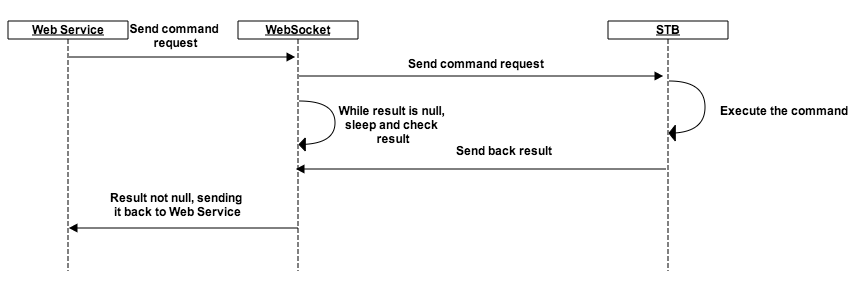 Web Service
WebSocket
STB
Send command
request
Send command request
While result is null,
sleep and check
result
Execute the command
Send back result
Result not null, sending
it back to Web Service